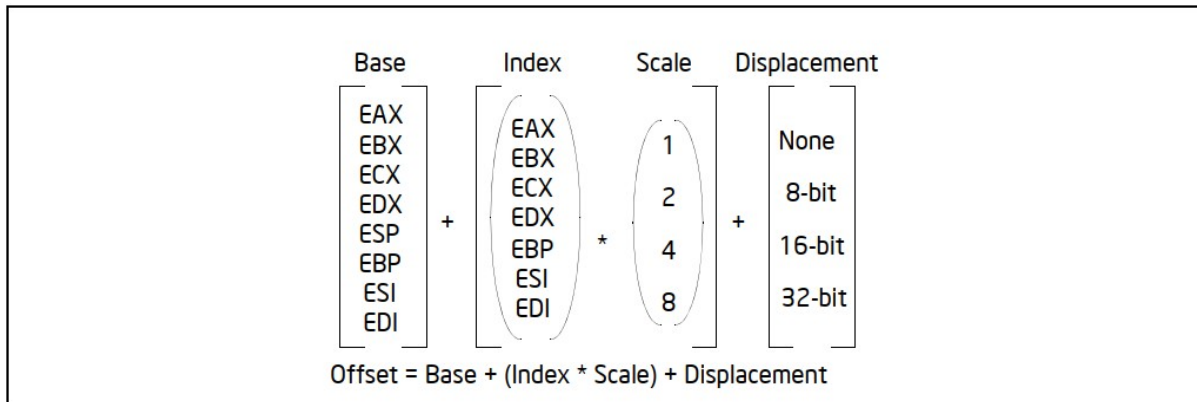 Base Index Scale Displacement
EAX
EBX
ECX
EDX
ESP
EBP
ESI
EDI
+
EAX
EBX
ECX
EDX
EBP
ESI
EDI
*
1
2
4
8
+
None
8-bit
16-bit
32-bit
Offset = Base + (Index * Scale) + Displacement